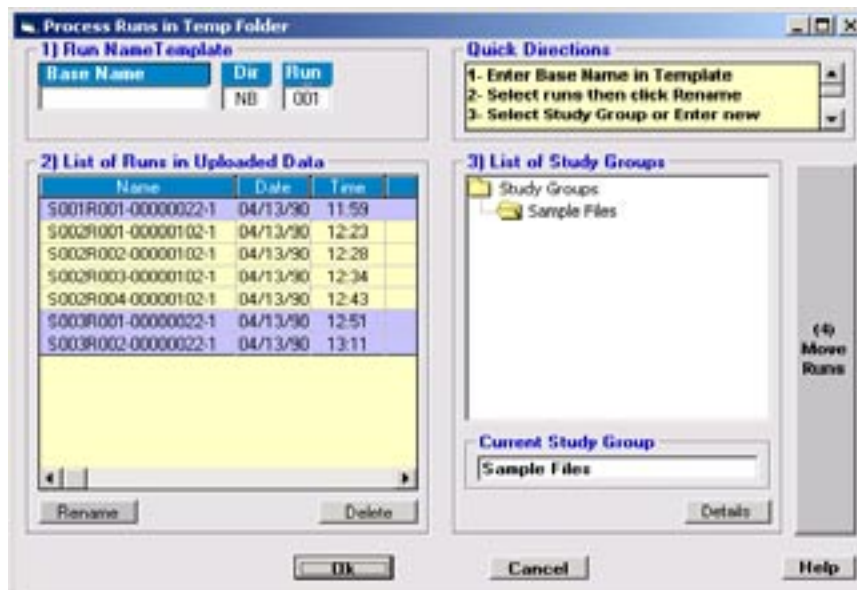 Process Runs in Temp Folder
1) Run NameTemplate
Base Name Dir Run
NB 001
Quick Directions
1- Enter Base Name in Template
2- Select runs then click Rename
3- Select Study Group or Enter new
2) List of Runs in Uploaded Data
Name Date Time
S001R001-00000022-1 04/13/90 11:59
S002R001-00000102-1 04/13/90 12:23
S002R002-00000102-1 04/13/90 12:28
S002R003-00000102-1 04/13/90 12:34
S002R004-00000102-1 04/13/90 12:43
S003R001-00000022-1 04/13/90 12:51
S003R002-00000022-1 04/13/90 13:11
Rename Delete
3) List of Study Groups
Study Groups
Sample Files
Current Study Group
Sample Files
Details
(4)
Move
Runs
Ok Cancel Help